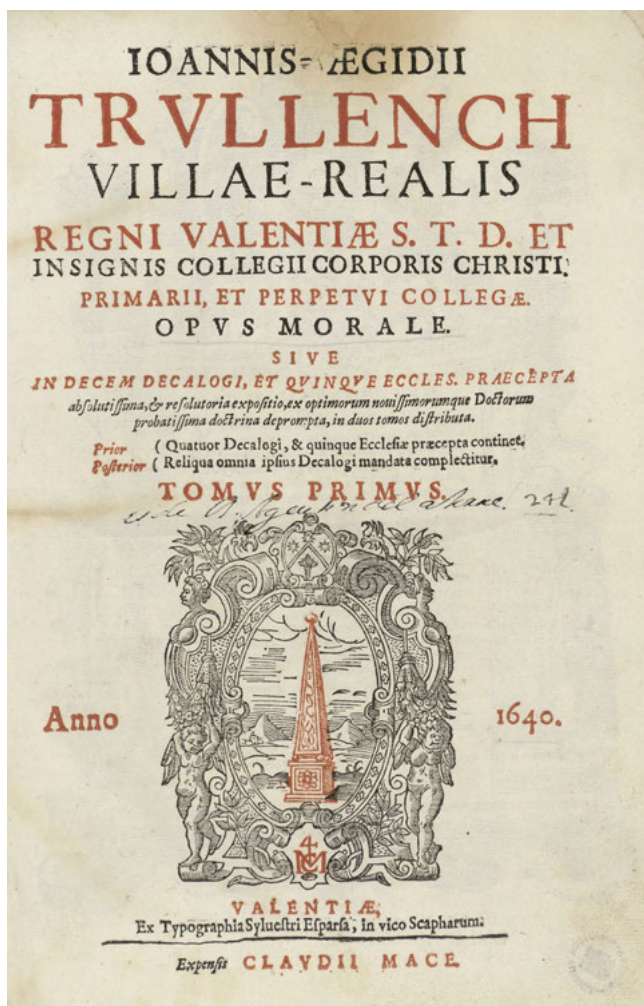 IOANNIS-ÆGIDII
TRVLLENCH
VILLAE-REALIS
REGNI VALENTIÆ S. T. D. ET
INSIGNIS COLLEGII CORPORIS CHRISTI.
PRIMARII, ET PERPETVI COLLEGÆ.
OPVS MORALE.
SIVE
IN DECEM DECALOGI, ET QVINQVE ECCLES. PRAECEPTA
absolutiſſima, & reſolutoria expoſitio, ex optimorum nouiſſimorumque Doctorum
probatiſſima doctrina deprompta, in duos tomos diſtributa.
Prior ( Quatuor Decalogi, & quinque Eccleſiæ præcepta continet.
Poſterior ( Reliqua omnia ipſius Decalogi mandata complectitur.
TOMVS PRIMVS.
es de
Anno 1640.
VALENTIÆ,
Ex Typographia Sylueſtri Eſparſa, in vico Scapharum.
Expenſis CLAVDII MACE.